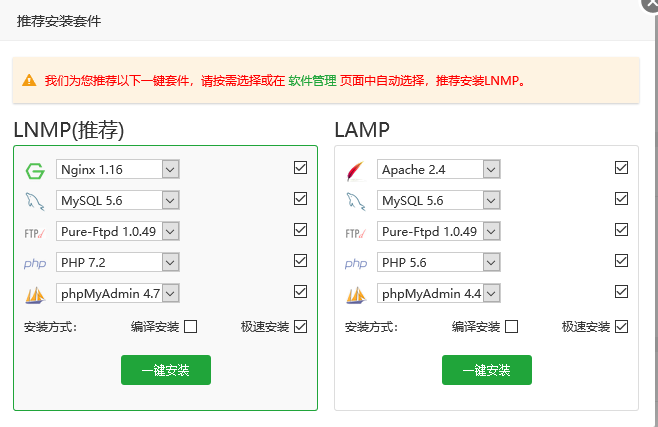 推荐安装套件
我们为您推荐以下一键套件，请按需选择或在 软件管理 页面中自动选择，推荐安装LNMP。
LNMP(推荐)
Nginx 1.16
MySQL 5.6
FTP
Pure-Ftpd 1.0.49
php
PHP 7.2
phpMyAdmin 4.7
安装方式：
编译安装
极速安装
一键安装
LAMP
Apache 2.4
MySQL 5.6
FTP
Pure-Ftpd 1.0.49
php
PHP 5.6
phpMyAdmin 4.4
安装方式：
编译安装
极速安装
一键安装